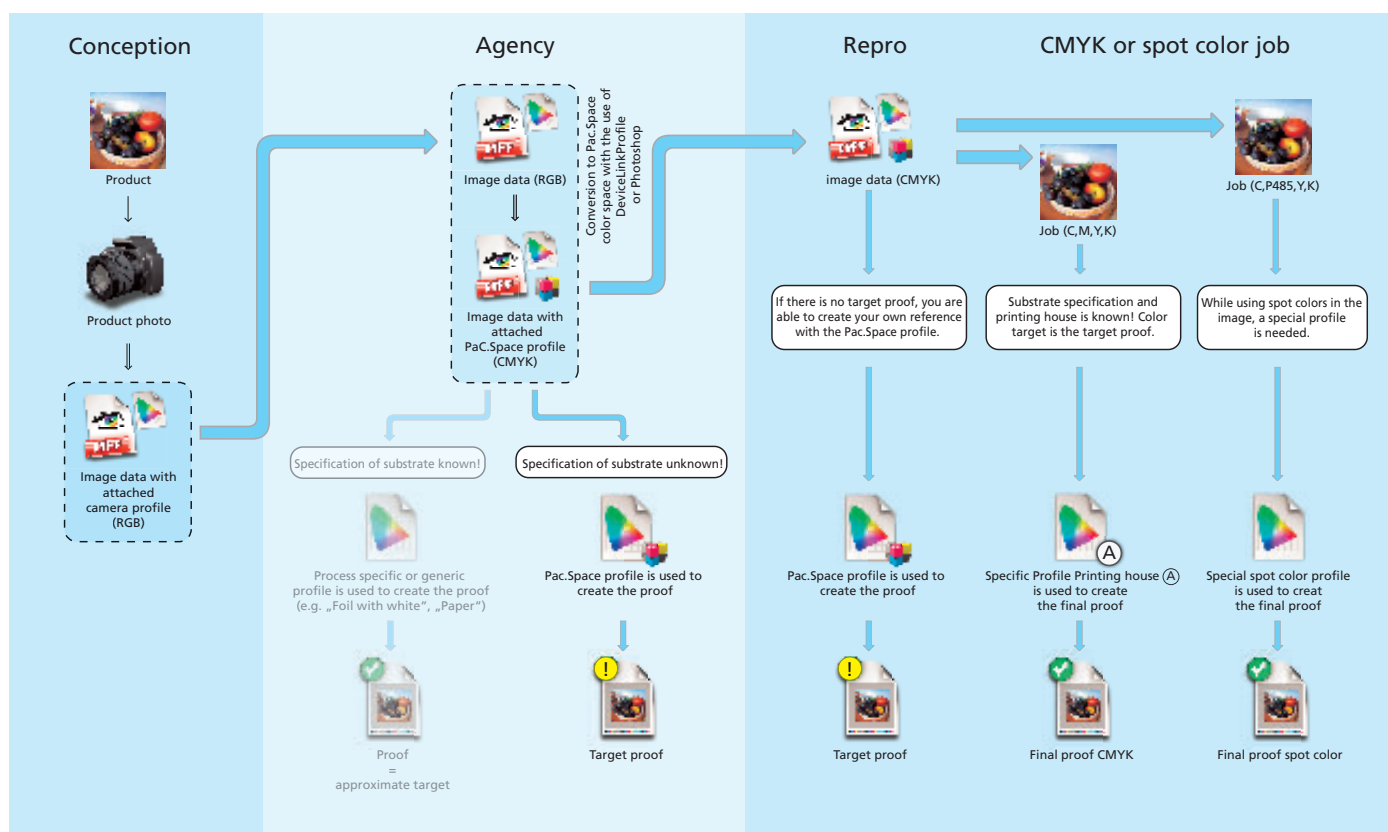 Conception
Agency
Repro
CMYK or spot color job
Product
Product photo
Image data with
attached
camera profile
(RGB)
Image data (RGB)
Conversion to Pac.Space
color space with the use of
DeviceLinkProfile
or Photoshop
Image data with
attached
PaC.Space profile
(CMYK)
Specification of substrate known!
Process specific or generic
profile is used to create the proof
(e.g. „Foil with white“, „Paper“)
Proof
=
approximate target
Specification of substrate unknown!
Pac.Space profile is used to
create the proof
!
Target proof
image data (CMYK)
If there is no target proof, you are
able to create your own reference
with the Pac.Space profile.
Pac.Space profile is used to
create the proof
!
Target proof
Job (C,M,Y,K)
Substrate specification and
printing house is known! Color
target is the target proof.
A
Specific Profile Printing house A
is used to create
the final proof
Final proof CMYK
Job (C,P485,Y,K)
While using spot colors in the
image, a special profile
is needed.
Special spot color profile
is used to creat
the final proof
Final proof spot color